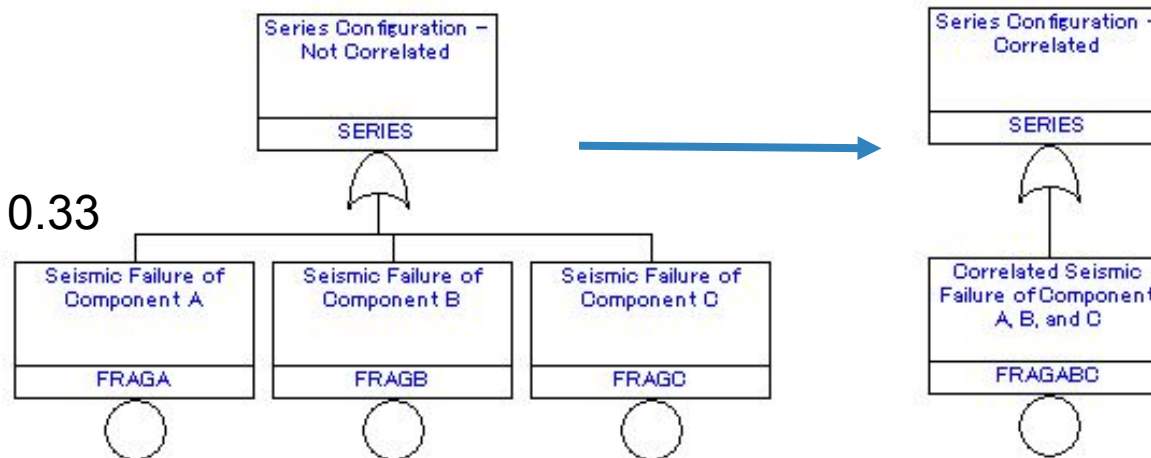 Series Configuration -
Not Correlated
SERIES
0.33
Seismic Failure of
Component A
FRAGA
Seismic Failure of
Component B
FRAGB
Seismic Failure of
Component C
FRAGC
Series Configuration -
Correlated
SERIES
Correlated Seismic
Failure of Component
A, B, and C
FRAGABC